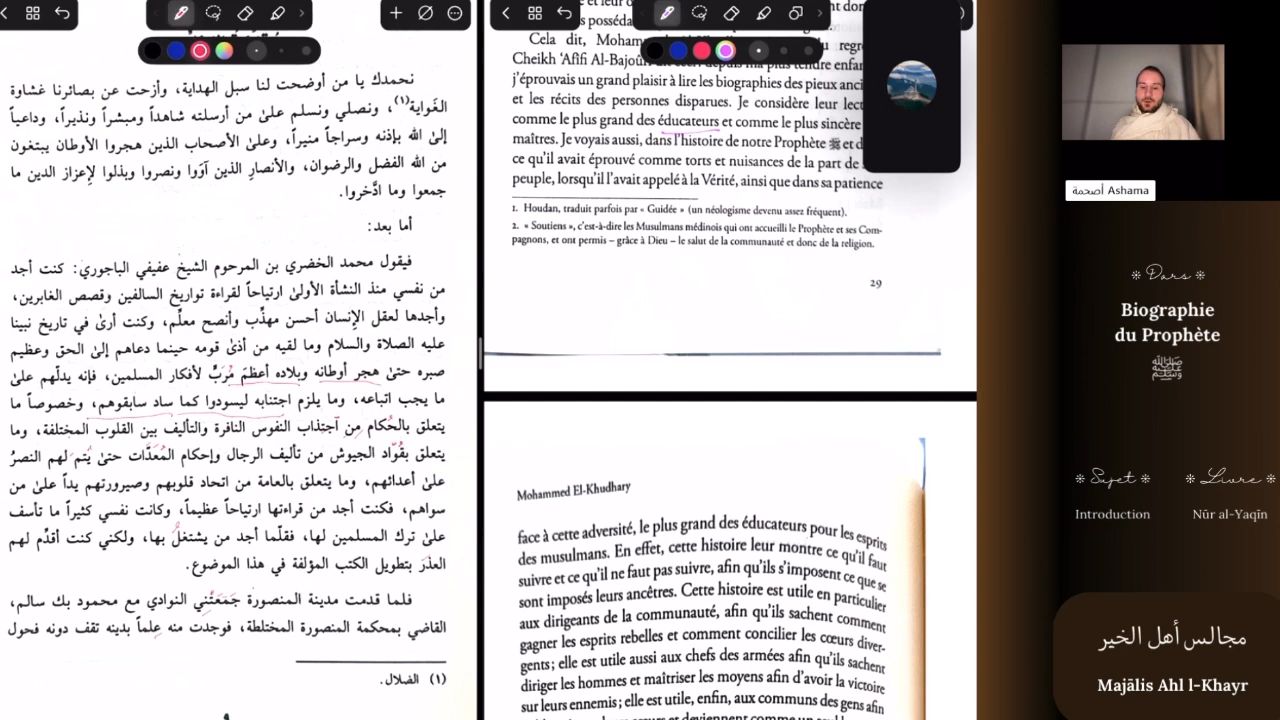 نحمدك يا من أوضحت لنا سبل الهداية، وأزحت عن بصائرنا غشاوة
الغواية(١)، ونصلي ونسلم على من أرسلته شاهداً ومبشراً ونذيراً، وداعياً
إلى الله بإذنه وسراجاً منيراً، وعلى الأصحاب الذين هجروا الأوطان يبتغون
من الله الفضل والرضوان، والأنصار الذين آوَوا ونصروا وبذلوا لإعزاز الدين ما
جمعوا وما ادَّخروا.
أما بعد:
فيقول محمد الخضري بن المرحوم الشيخ عفيفي الباجوري: كنت أجد
من نفسي منذ النشأة الأولى ارتياحاً لقراءة تواريخ السالفين وقصص الغابرين،
وأجدها لعقل الإنسان أحسن مهذِّب وأنصح معلِّم، وكنت أرى في تاريخ نبينا
عليه الصلاة والسلام وما لقيه من أذى قومه حينما دعاهم إلى الحق وعظيم
صبره حتى هجر أوطانه وبلاده أعظمَ مُرَبٍّ لأفكار المسلمين، فإنه يدلّهم على
ما يجب اتباعه، وما يلزم اجتنابه ليسودوا كما ساد سابقوهم، وخصوصاً ما
يتعلق بالحُكام مِن اجتذاب النفوس النافرة والتأليف بين القلوب المختلفة، وما
يتعلق بقُوّاد الجيوش من تأليف الرجال وإحكام المُعَدَّات حتى يُتم لهم النصرُ
على أعدائهم، وما يتعلق بالعامة من اتحاد قلوبهم وصيرورتهم يداً على من
سواهم، فكنت أجد من قراءتها ارتياحاً عظيماً، وكانت نفسي كثيراً ما تأسف
على ترك المسلمين لها، فقلّما أجد من يشتغلُ بها، ولكني كنت أقدِّم لهم
العذرَ بتطويل الكتب المؤلفة في هذا الموضوع.
فلما قدمت مدينة المنصورة جَمَعَتْني النوادي مع محمود بك سالم،
القاضي بمحكمة المنصورة المختلطة، فوجدت منه عِلماً بدينه تقف دونه فحول
(١) الضلال.
Cela dit, Moham
Cheikh ‘Afîfî Al-Bajoûr
j’éprouvais un grand plaisir à lire les biographies des pieux anci
et les récits des personnes disparues. Je considère leur lect
comme le plus grand des éducateurs et comme le plus sincère
maîtres. Je voyais aussi, dans l’histoire de notre Prophète ﷺ et d
ce qu’il avait éprouvé comme torts et nuisances de la part de
peuple, lorsqu’il l’avait appelé à la Vérité, ainsi que dans sa patience
1. Houdan, traduit parfois par « Guidée » (un néologisme devenu assez fréquent).
2. « Soutiens », c’est-à-dire les Musulmans médinois qui ont accueilli le Prophète et ses Com-
pagnons, et ont permis – grâce à Dieu – le salut de la communauté et donc de la religion.
29
Mohammed El-Khudhary
face à cette adversité, le plus grand des éducateurs pour les esprits
des musulmans. En effet, cette histoire leur montre ce qu’il faut
suivre et ce qu’il ne faut pas suivre, afin qu’ils s’imposent ce que se
sont imposés leurs ancêtres. Cette histoire est utile en particulier
aux dirigeants de la communauté, afin qu’ils sachent comment
gagner les esprits rebelles et comment concilier les cœurs diver-
gents ; elle est utile aussi aux chefs des armées afin qu’ils sachent
diriger les hommes et maîtriser les moyens afin d’avoir la victoire
sur leurs ennemis ; elle est utile, enfin, aux communs des gens afin
أصحمة Ashama
Dars
Biographie
du Prophète
ﷺ
Sujet
Introduction
Livre
Nūr al-Yaqīn
مجالس أهل الخير
Majālis Ahl l-Khayr